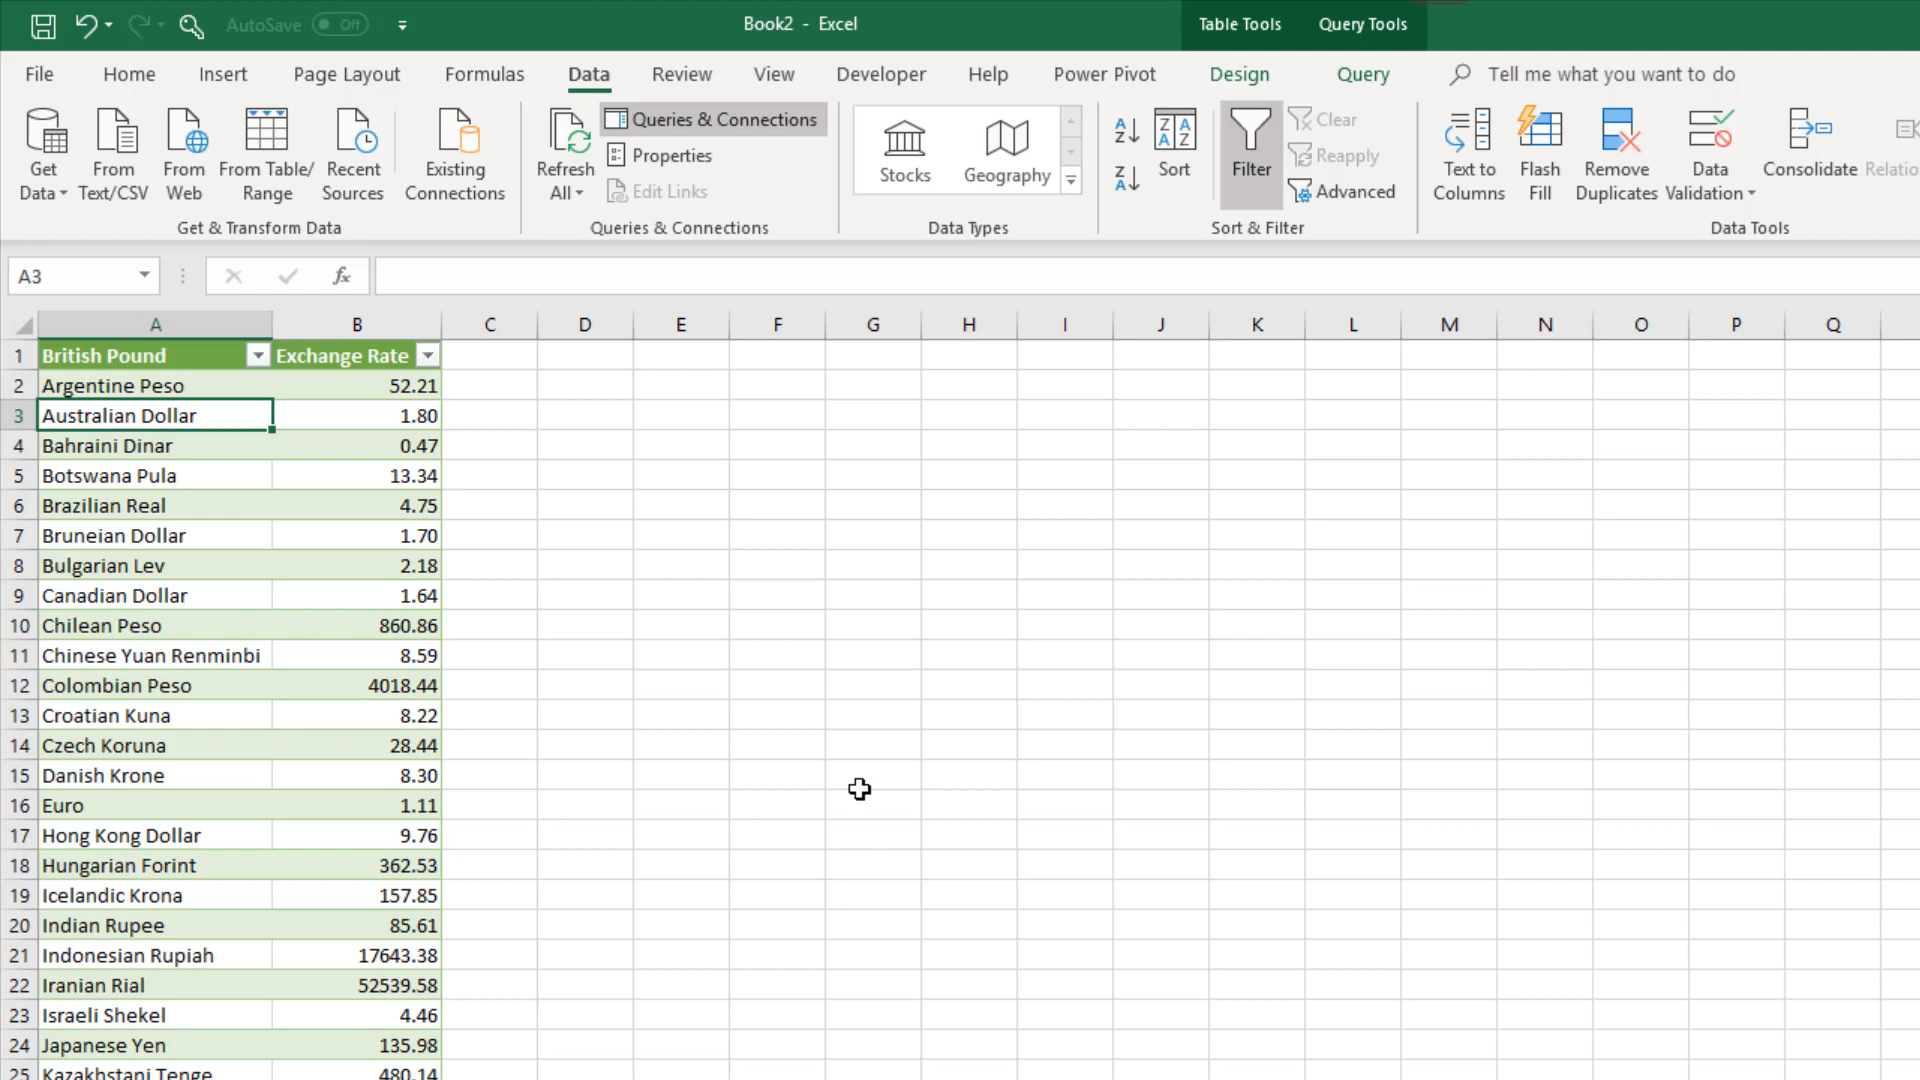 AutoSave Off
Book2 - Excel
Table Tools
Query Tools
File Home Insert Page Layout Formulas Data Review View Developer Help Power Pivot Design Query Tell me what you want to do
Get Data
From Text/CSV
From Web
From Table/ Range
Recent Sources
Existing Connections
Get & Transform Data
Refresh All
Queries & Connections
Properties
Edit Links
Queries & Connections
Stocks
Geography
Data Types
Sort
Filter
Clear
Reapply
Advanced
Sort & Filter
Text to Columns
Flash Fill
Remove Duplicates
Data Validation
Consolidate
Relatio
Data Tools
A3
fx
A B C D E F G H I J K L M N O P Q
1 British Pound Exchange Rate
2 Argentine Peso 52.21
3 Australian Dollar 1.80
4 Bahraini Dinar 0.47
5 Botswana Pula 13.34
6 Brazilian Real 4.75
7 Bruneian Dollar 1.70
8 Bulgarian Lev 2.18
9 Canadian Dollar 1.64
10 Chilean Peso 860.86
11 Chinese Yuan Renminbi 8.59
12 Colombian Peso 4018.44
13 Croatian Kuna 8.22
14 Czech Koruna 28.44
15 Danish Krone 8.30
16 Euro 1.11
17 Hong Kong Dollar 9.76
18 Hungarian Forint 362.53
19 Icelandic Krona 157.85
20 Indian Rupee 85.61
21 Indonesian Rupiah 17643.38
22 Iranian Rial 52539.58
23 Israeli Shekel 4.46
24 Japanese Yen 135.98
25 Kazakhstani Tenge 480.14